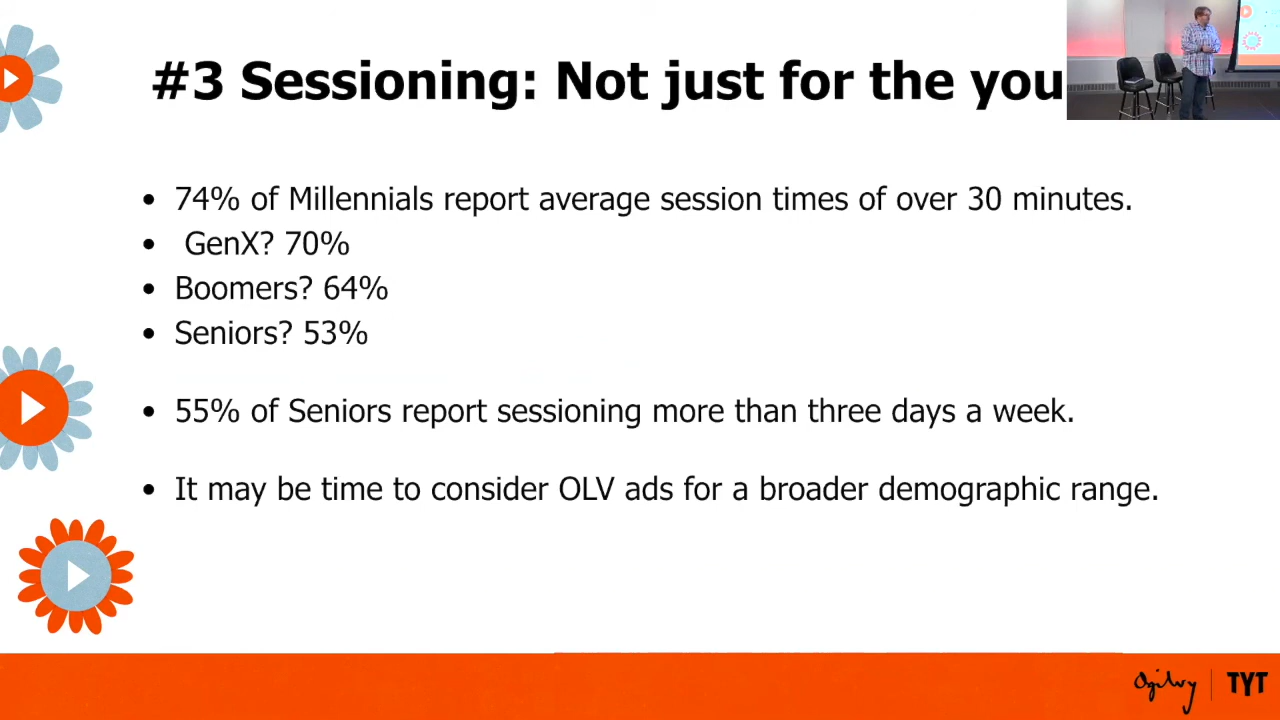 #3 Sessioning: Not just for the you
• 74% of Millennials report average session times of over 30 minutes.
• GenX? 70%
• Boomers? 64%
• Seniors? 53%
• 55% of Seniors report sessioning more than three days a week.
• It may be time to consider OLV ads for a broader demographic range.
Ogilvy | TYT